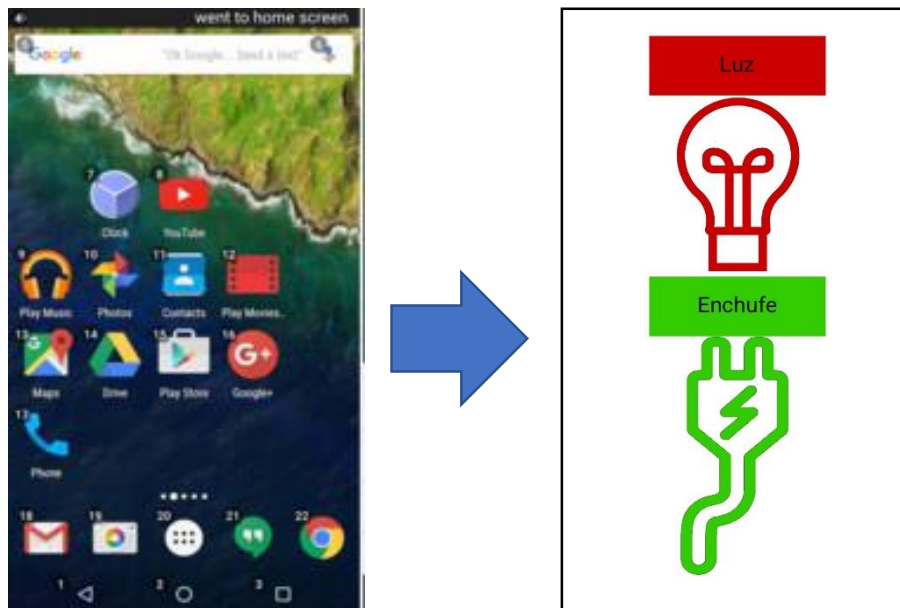 went to home screen
Google "Ok Google... Send a text"
7 8
Clock YouTube
9 10 11 12
Play Music Photos Contacts Play Movies..
13 14 15 16
G+
Maps Drive Play Store Google+
17
Phone
18 19 20 21 22
1 2 3
Luz
Enchufe